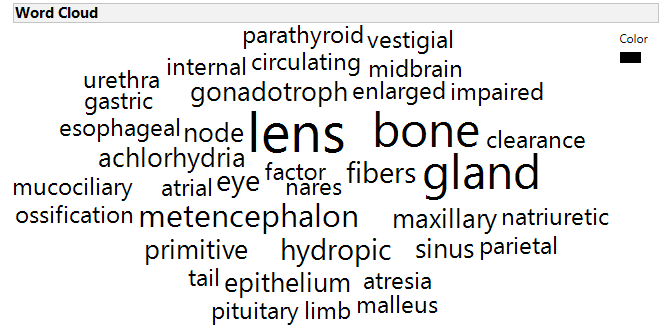 Word Cloud
Color
parathyroid vestigial
internal circulating midbrain
urethra gonadotroph enlarged impaired
gastric
esophageal node lens bone clearance
achlorhydria factor fibers gland
mucociliary atrial eye nares
ossification metencephalon maxillary natriuretic
primitive hydropic sinus parietal
tail epithelium atresia
pituitary limb malleus